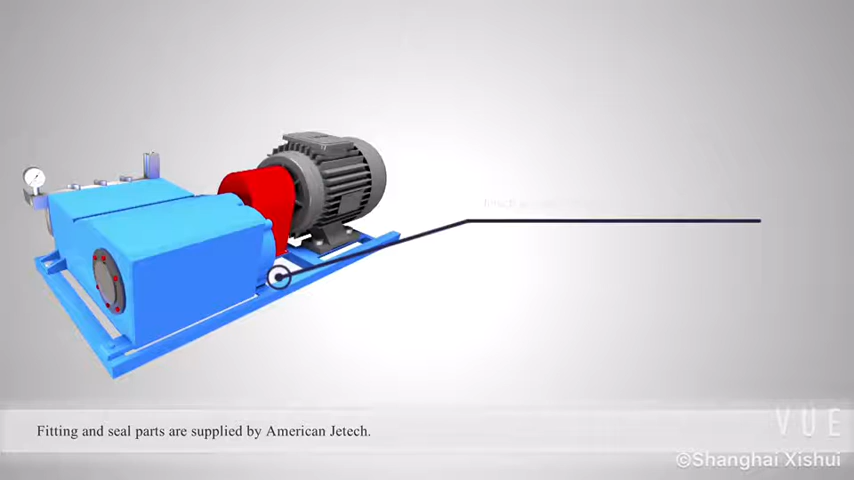 Fitting and seal parts are supplied by American Jetech.
VUE
©Shanghai Xishui